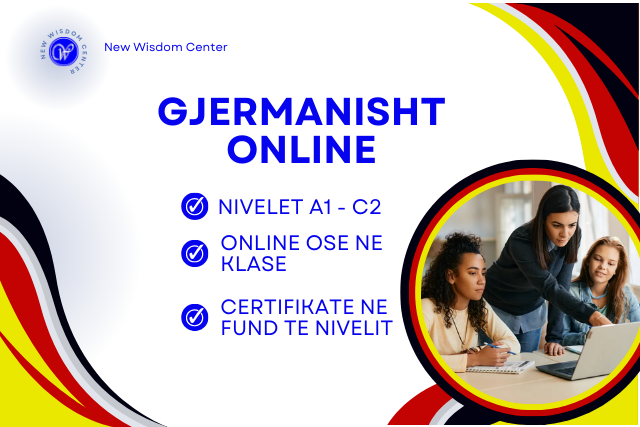 NEW WISDOM CENTER
New Wisdom Center
GJERMANISHT
ONLINE
NIVELET A1 - C2
ONLINE OSE NE
KLASE
CERTIFIKATE NE
FUND TE NIVELIT